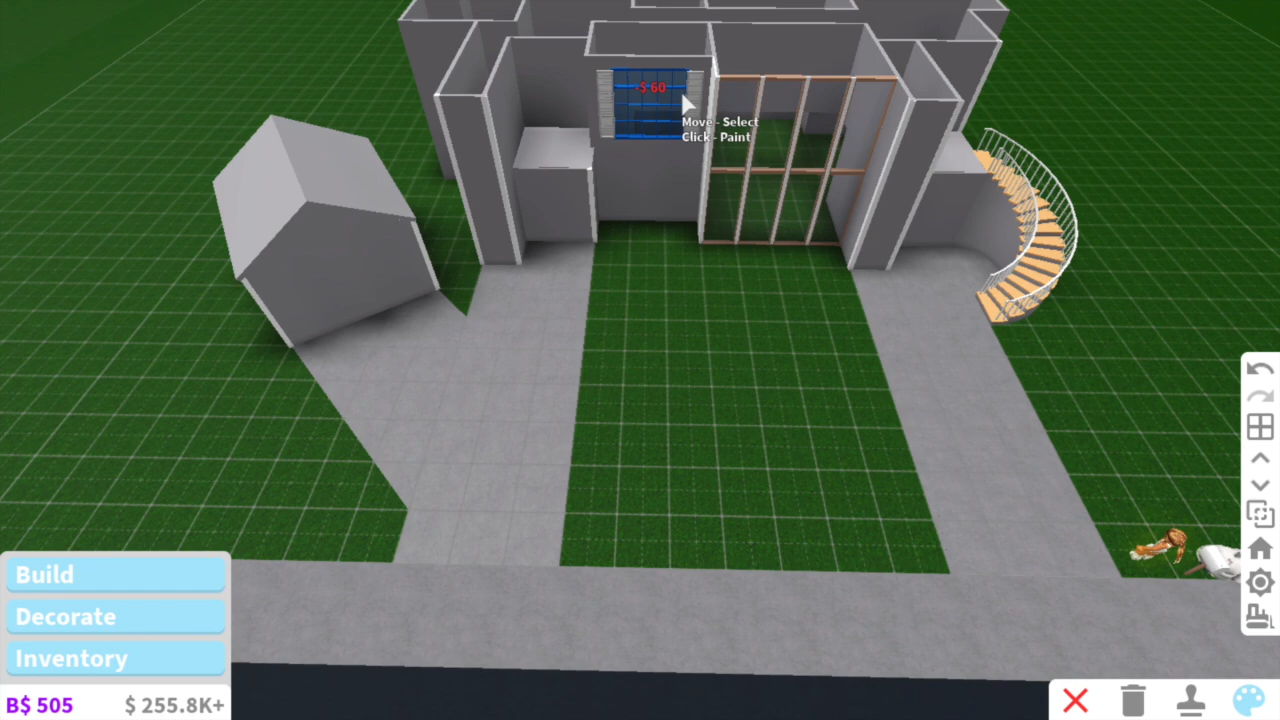 -$ 60
Move - Select
Click - Paint
Build
Decorate
Inventory
B$ 505
$ 255.8K+